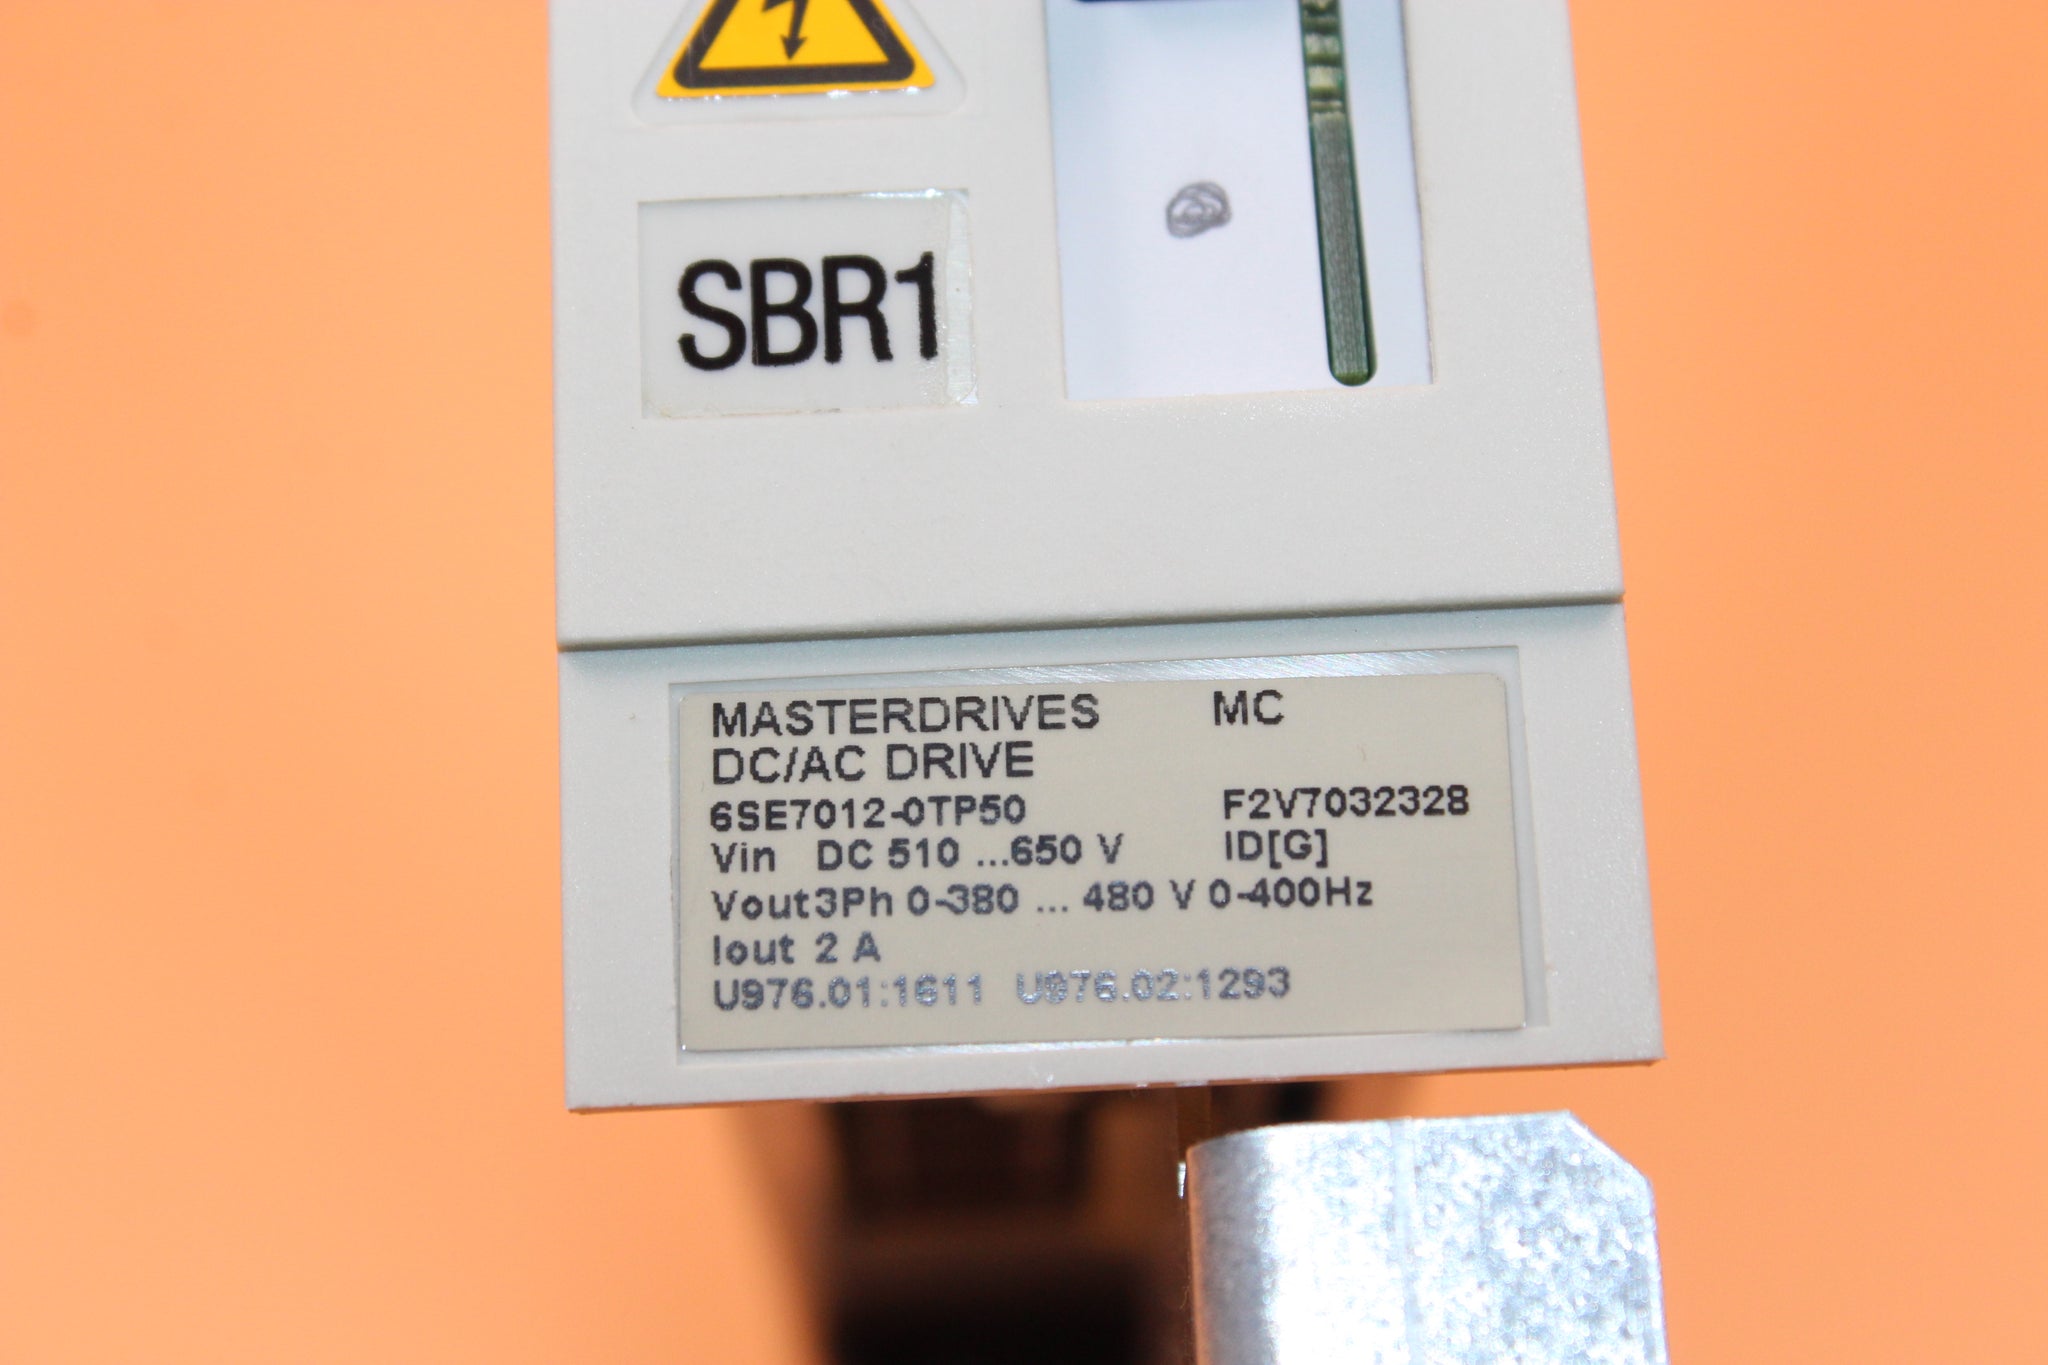 SBR1
MASTERDRIVES MC
DC/AC DRIVE
6SE7012-0TP50 F2V7032328
Vin DC 510 ...650 V ID[G]
Vout3Ph 0-380 ... 480 V 0-400Hz
Iout 2 A
U976.01:1611 U976.02:1293